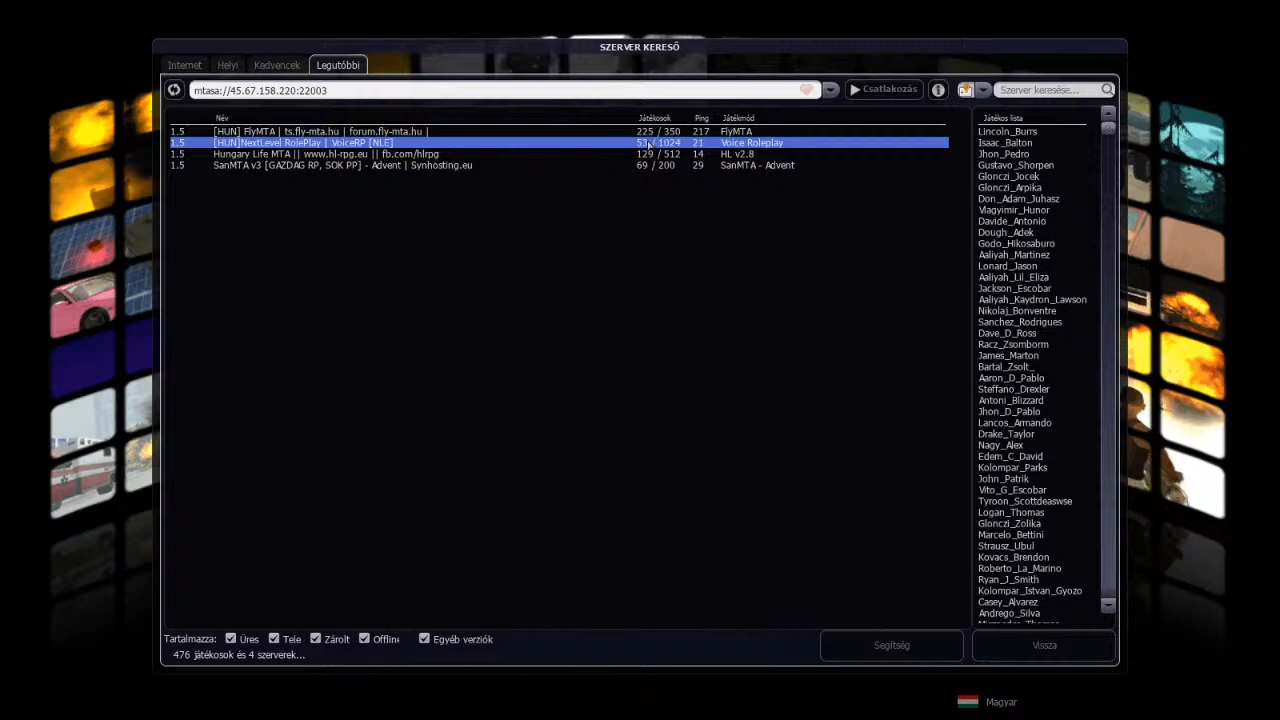 SZERVER KERESŐ
Internet Helyi Kedvencek Legutóbbi
mtasa://45.67.158.220:22003 Csatlakozás Szerver keresése...
Név Játékosok Ping Játékmód
1.5 [HUN] FlyMTA | ts.fly-mta.hu | forum.fly-mta.hu | 225 / 350 217 FlyMTA
1.5 [HUN]NextLevel RolePlay | VoiceRP [NLE] 53 / 1024 21 Voice Roleplay
1.5 Hungary Life MTA || www.hl-rpg.eu || fb.com/hlrpg 129 / 512 14 HL v2.8
1.5 SanMTA v3 [GAZDAG RP, SOK PP] - Advent | Synhosting.eu 69 / 200 29 SanMTA - Advent
Játékos lista
Lincoln_Burrs
Isaac_Balton
Jhon_Pedro
Gustavo_Shorpen
Glonczi_Jocek
Glonczi_Arpika
Don_Adam_Juhasz
Vlagyimir_Hunor
Davide_Antonio
Dough_Adek
Godo_Hikosaburo
Aaliyah_Martinez
Lonard_Jason
Aaliyah_Lil_Eliza
Jackson_Escobar
Aaliyah_Kaydron_Lawson
Nikolaj_Bonventre
Sanchez_Rodrigues
Dave_D_Ross
Racz_Zsomborm
James_Marton
Bartal_Zsolt_
Aaron_D_Pablo
Steffano_Drexler
Antoni_Blizzard
Jhon_D_Pablo
Lancos_Armando
Drake_Taylor
Nagy_Alex
Edem_C_David
Kolompar_Parks
John_Patrik
Vito_G_Escobar
Tyroon_Scottdeaswse
Logan_Thomas
Glonczi_Zolika
Marcelo_Bettini
Strausz_Ubul
Kovacs_Brendon
Roberto_La_Marino
Ryan_J_Smith
Kolompar_Istvan_Gyozo
Casey_Alvarez
Andrego_Silva
Tartalmazza: Üres Tele Zárolt Offline Egyéb verziók
476 játékosok és 4 szerverek...
Segítség Vissza
Magyar